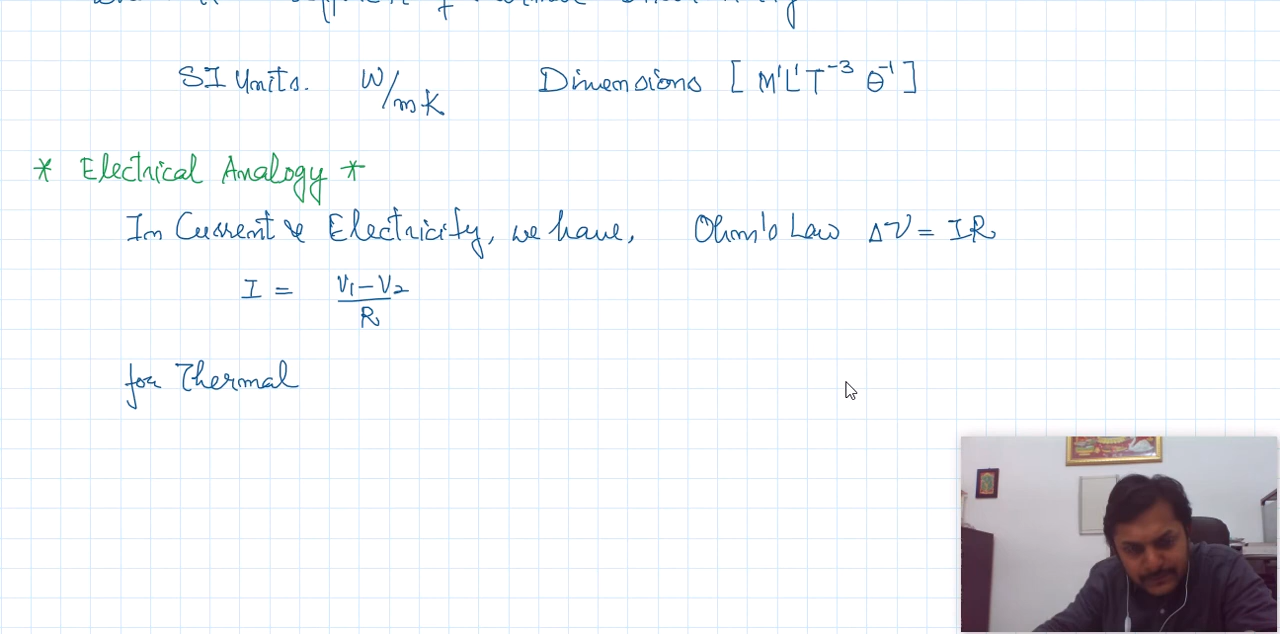 SI Units. W/mK Dimensions [M¹L¹T⁻³ θ⁻¹]
* Electrical Analogy *
In Current & Electricity, we have, Ohm's Law ΔV = IR
I = V₁-V₂/R
for Thermal